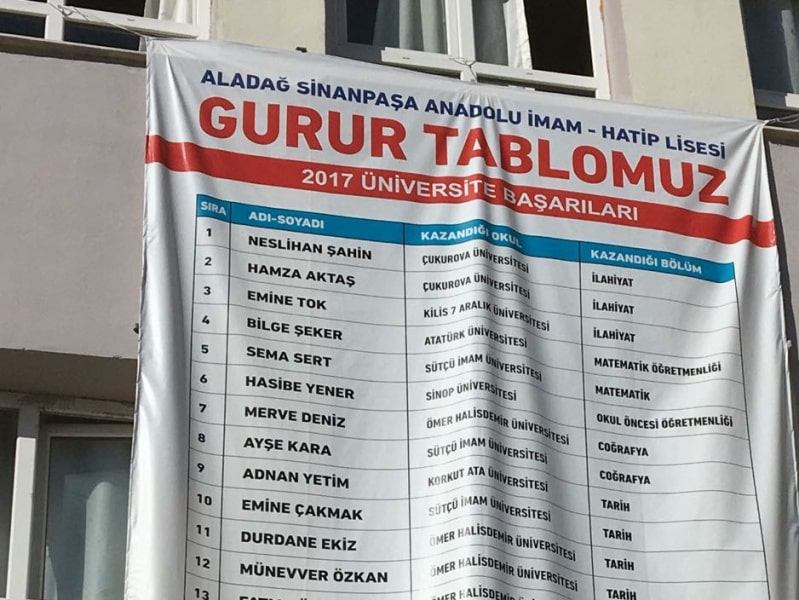 ALADAĞ SİNANPAŞA ANADOLU İMAM - HATİP LİSESİ
GURUR TABLOMUZ
2017 ÜNİVERSİTE BAŞARILARI
SIRA ADI-SOYADI KAZANDIĞI OKUL KAZANDIĞI BÖLÜM
1 NESLİHAN ŞAHİN ÇUKUROVA ÜNİVERSİTESİ İLAHİYAT
2 HAMZA AKTAŞ ÇUKUROVA ÜNİVERSİTESİ İLAHİYAT
3 EMİNE TOK KİLİS 7 ARALIK ÜNİVERSİTESİ İLAHİYAT
4 BİLGE ŞEKER ATATÜRK ÜNİVERSİTESİ MATEMATİK ÖĞRETMENLİĞİ
5 SEMA SERT SÜTÇÜ İMAM ÜNİVERSİTESİ MATEMATİK
6 HASİBE YENER SİNOP ÜNİVERSİTESİ OKUL ÖNCESİ ÖĞRETMENLİĞİ
7 MERVE DENİZ ÖMER HALİSDEMİR ÜNİVERSİTESİ COĞRAFYA
8 AYŞE KARA SÜTÇÜ İMAM ÜNİVERSİTESİ COĞRAFYA
9 ADNAN YETİM KORKUT ATA ÜNİVERSİTESİ TARİH
10 EMİNE ÇAKMAK SÜTÇÜ İMAM ÜNİVERSİTESİ TARİH
11 DURDANE EKİZ ÖMER HALİSDEMİR ÜNİVERSİTESİ TARİH
12 MÜNEVVER ÖZKAN ÖMER HALİSDEMİR ÜNİVERSİTESİ TARİH
13 ÖMER HALİSDEMİR